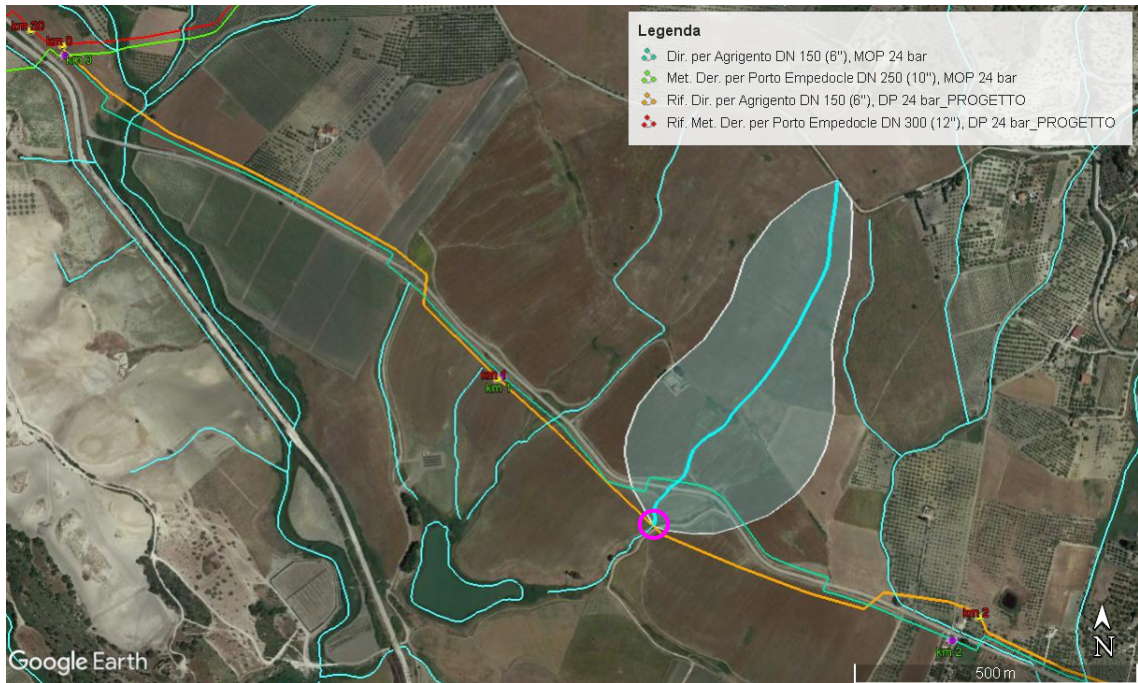 km 30
km 0
km 3
Legenda
Dir. per Agrigento DN 150 (6"), MOP 24 bar
Met. Der. per Porto Empedocle DN 250 (10"), MOP 24 bar
Rif. Dir. per Agrigento DN 150 (6"), DP 24 bar_PROGETTO
Rif. Met. Der. per Porto Empedocle DN 300 (12"), DP 24 bar_PROGETTO
km 1
km 1
km 2
km 2
N
Google Earth
500 m